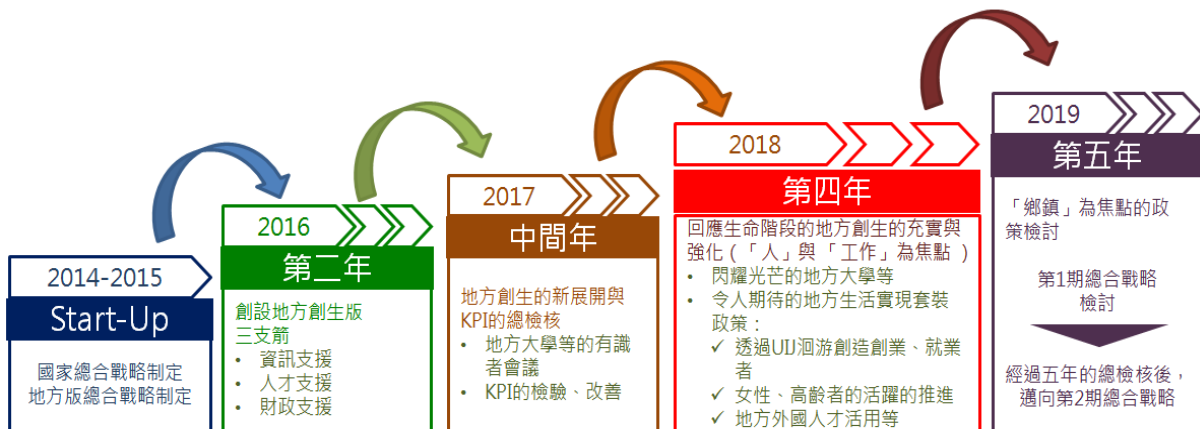 2014-2015
Start-Up
國家總合戰略制定
地方版總合戰略制定
2016
第二年
創設地方創生版
三支箭
• 資訊支援
• 人才支援
• 財政支援
2017
中間年
地方創生的新展開與
KPI的總檢核
• 地方大學等的有識
者會議
• KPI的檢驗、改善
2018
第四年
回應生命階段的地方創生的充實與
強化(「人」與「工作」為焦點 )
• 閃耀光芒的地方大學等
• 令人期待的地方生活實現套裝
政策：
✓ 透過UIJ洄游創造創業、就業
者
✓ 女性、高齡者的活躍的推進
✓ 地方外國人才活用等
2019
第五年
「鄉鎮」為焦點的政
策檢討
第1期總合戰略
檢討
經過五年的總檢核後，
邁向第2期總合戰略